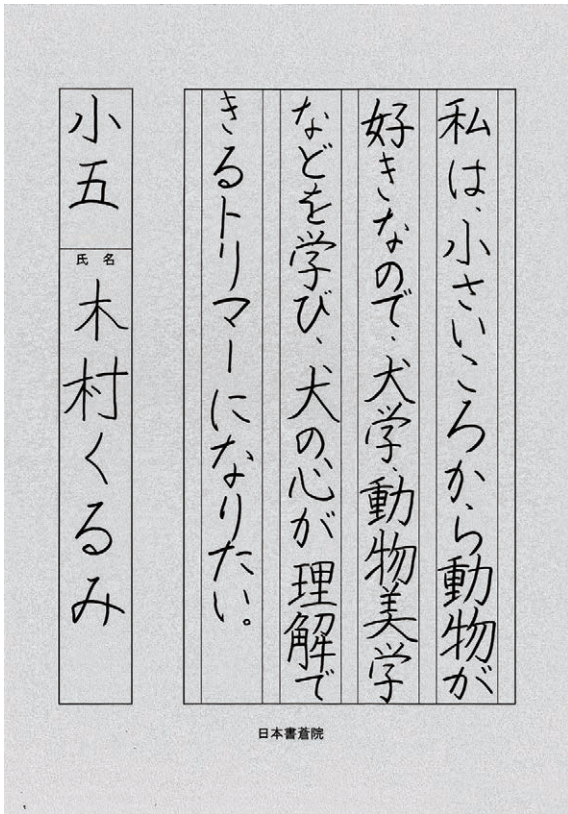 私は、小さいころから動物が
好きなので、犬学、動物美学
などを学び、犬の心が理解で
きるトリマーになりたい。
小五
氏名
木村くるみ
日本書蒼院